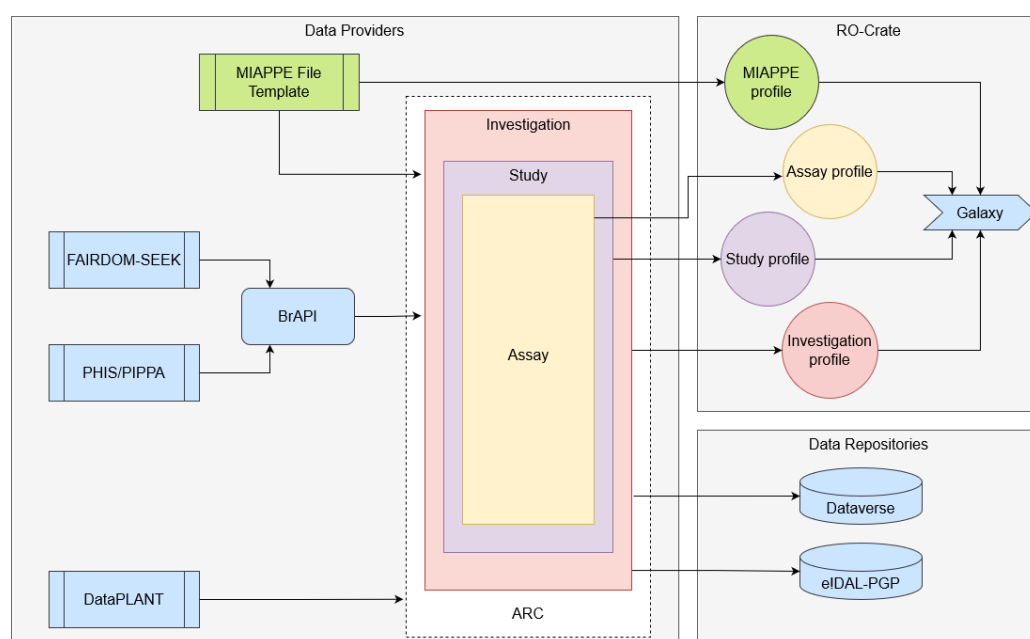 Data Providers
RO-Crate
MIAPPE File
Template
MIAPPE
profile
Investigation
Study
Assay profile
Galaxy
FAIRDOM-SEEK
Study profile
BrAPI
Assay
PHIS/PIPPA
Investigation
profile
Data Repositories
Dataverse
e!DAL-PGP
DataPLANT
ARC